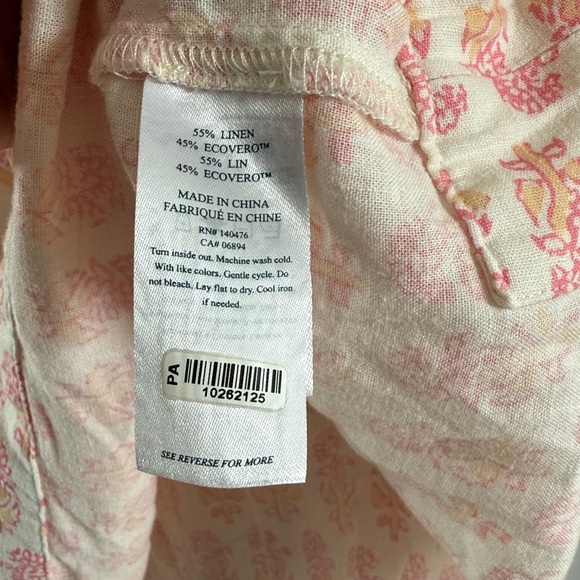 55% LINEN
45% ECOVERO™
55% LIN
45% ECOVERO™
MADE IN CHINA
FABRIQUÉ EN CHINE
RN# 140476
CA# 06894
Turn inside out. Machine wash cold.
With like colors. Gentle cycle. Do
not bleach. Lay flat to dry. Cool iron
if needed.
PA
10262125
SEE REVERSE FOR MORE